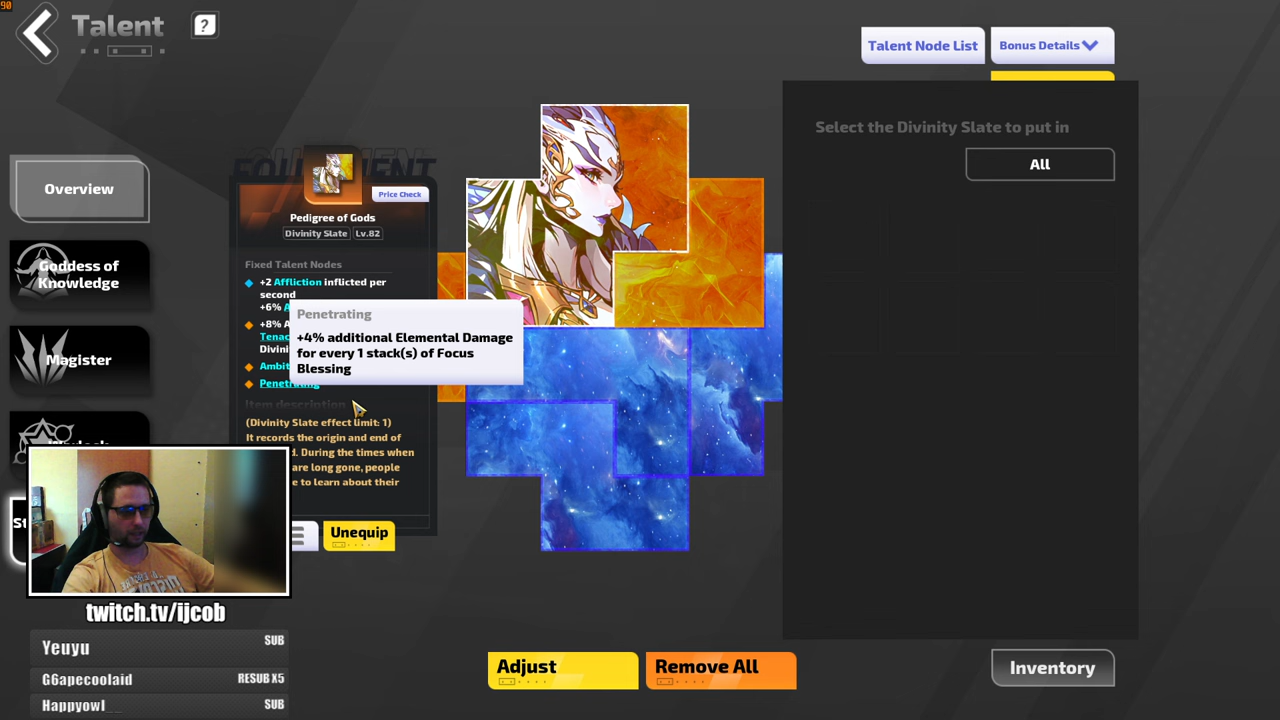 90
Talent
?
Talent Node List
Bonus Details
Select the Divinity Slate to put in
All
Overview
Goddess of
Knowledge
Magister
Price Check
Pedigree of Gods
Divinity Slate
Lv.82
Fixed Talent Nodes
+2 Affliction inflicted per
second
+6% A
+8% A
Tenac
Divini
Ambit
Penetrating
Penetrating
+4% additional Elemental Damage
for every 1 stack(s) of Focus
Blessing
Item description
(Divinity Slate effect limit: 1)
It records the origin and end of
d. During the times when
are long gone, people
e to learn about their
Unequip
twitch.tv/ijcob
Yeuyu SUB
G6apecoolaid RESUB X5
Happyowl__ SUB
Adjust
Remove All
Inventory